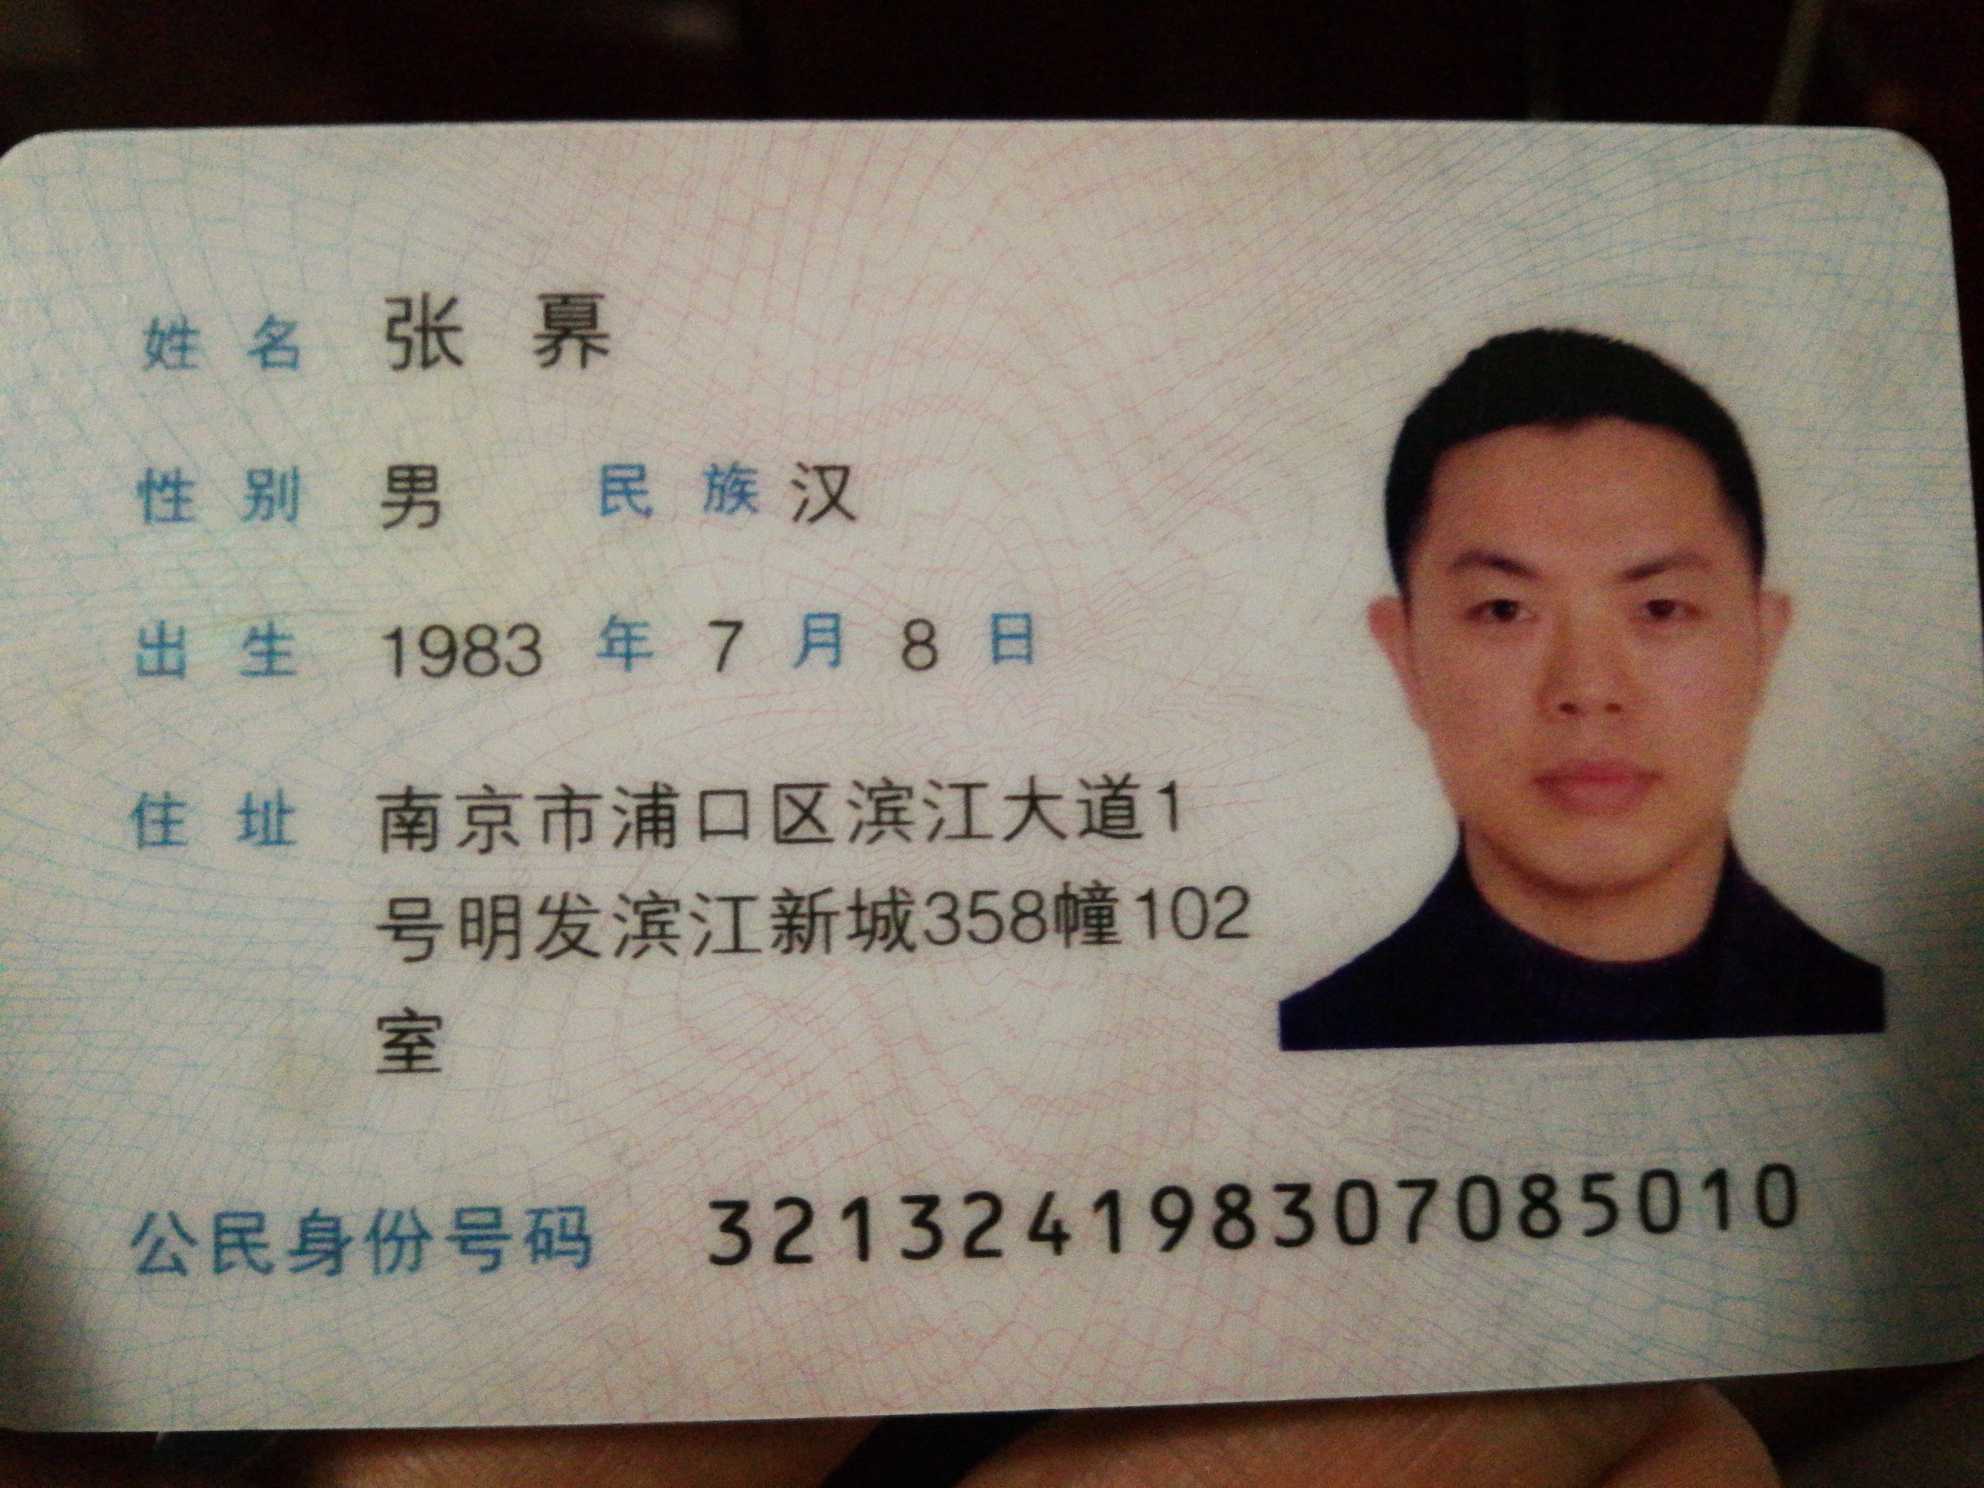 姓名 张奡
性别 男 民族 汉
出生 1983 年 7 月 8 日
住址 南京市浦口区滨江大道1
号明发滨江新城358幢102
室
公民身份号码 321324198307085010